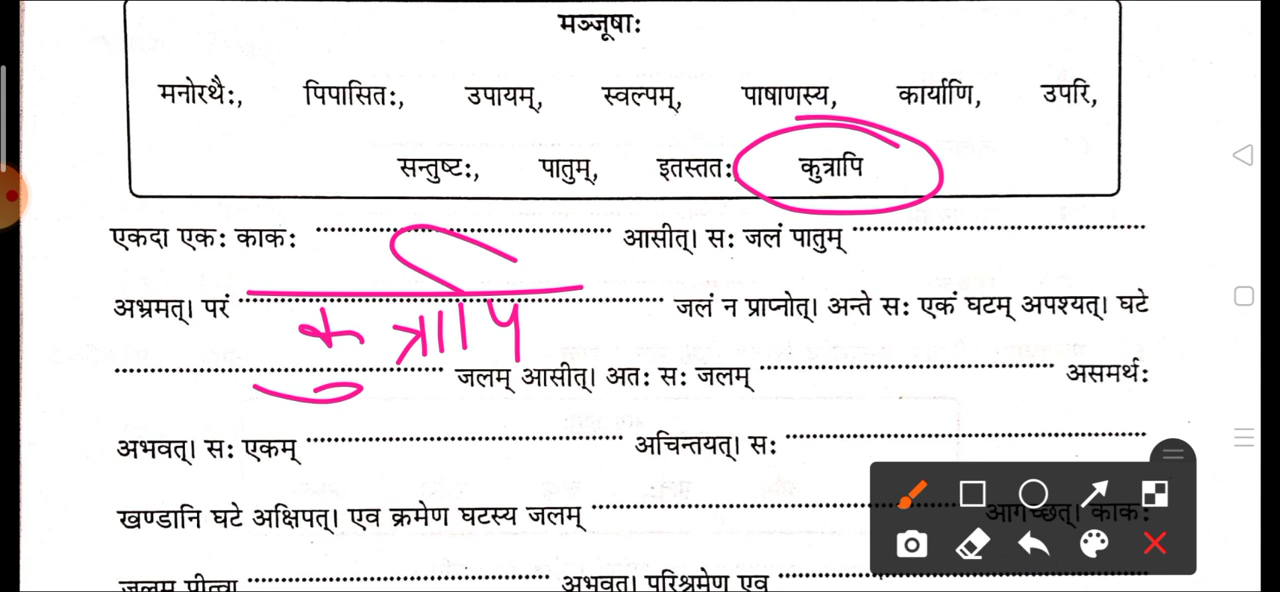 मञ्जूषाः
मनोरथैः, पिपासितः, उपायम्, स्वल्पम्, पाषाणस्य, कार्याणि, उपरि,
सन्तुष्टः, पातुम्, इतस्ततः, कुत्रापि
एकदा एकः काकः .......... आसीत्। सः जलं पातुम् ..........
अभ्रमत्। परं .......... जलं न प्राप्नोत्। अन्ते सः एकं घटम् अपश्यत्। घटे
कुत्रापि
.......... जलम् आसीत्। अतः सः जलम् .......... असमर्थः
अभवत्। सः एकम् .......... अचिन्तयत्। सः ..........
खण्डानि घटे अक्षिपत्। एव क्रमेण घटस्य जलम् .......... आगच्छत्। काकः
जलम् पीत्वा .......... अभवत्। परिश्रमेण एव ..........